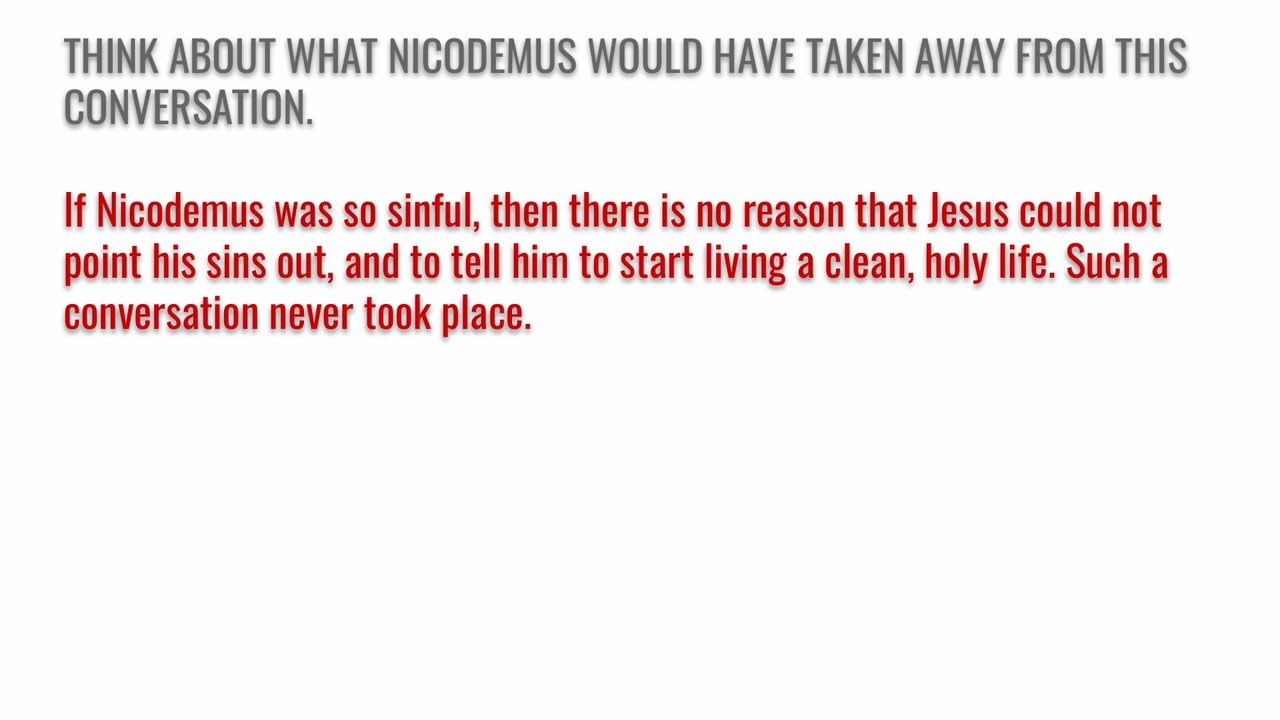 THINK ABOUT WHAT NICODEMUS WOULD HAVE TAKEN AWAY FROM THIS
CONVERSATION.
If Nicodemus was so sinful, then there is no reason that Jesus could not
point his sins out, and to tell him to start living a clean, holy life. Such a
conversation never took place.